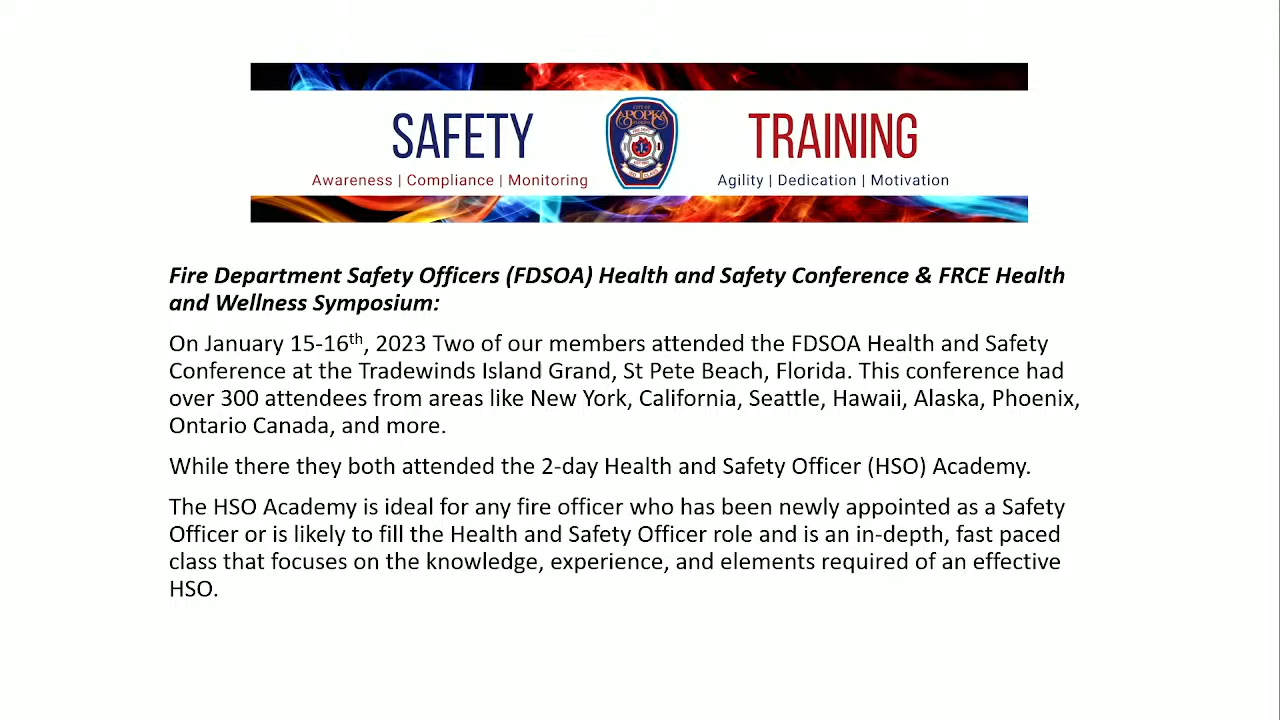 SAFETY
Awareness | Compliance | Monitoring
CITY OF
APOPKA
FLORIDA
FIRE DEPT
TRAINING
Agility | Dedication | Motivation
Fire Department Safety Officers (FDSOA) Health and Safety Conference & FRCE Health
and Wellness Symposium:
On January 15-16th, 2023 Two of our members attended the FDSOA Health and Safety
Conference at the Tradewinds Island Grand, St Pete Beach, Florida. This conference had
over 300 attendees from areas like New York, California, Seattle, Hawaii, Alaska, Phoenix,
Ontario Canada, and more.
While there they both attended the 2-day Health and Safety Officer (HSO) Academy.
The HSO Academy is ideal for any fire officer who has been newly appointed as a Safety
Officer or is likely to fill the Health and Safety Officer role and is an in-depth, fast paced
class that focuses on the knowledge, experience, and elements required of an effective
HSO.